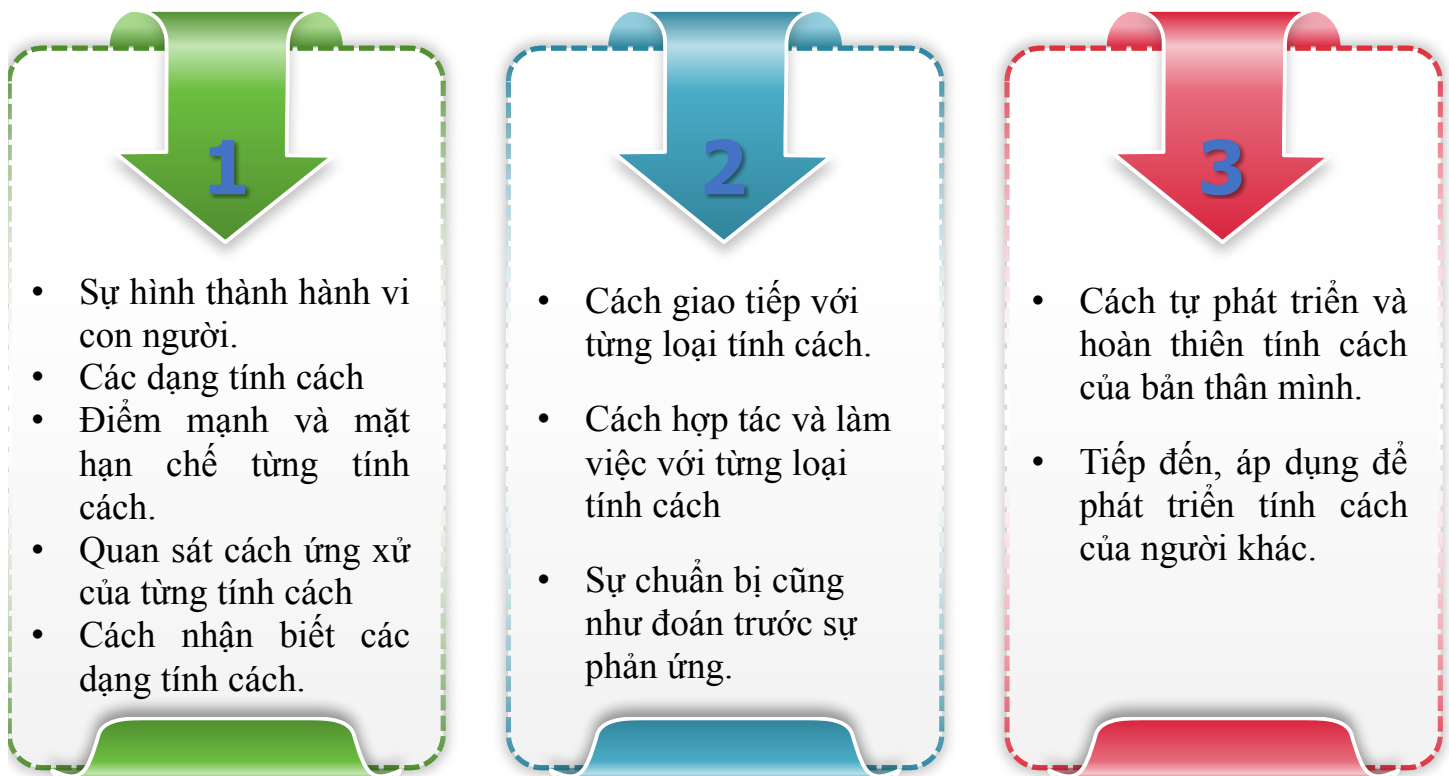 1
• Sự hình thành hành vi
con người.
• Các dạng tính cách
• Điểm mạnh và mặt
hạn chế từng tính
cách.
• Quan sát cách ứng xử
của từng tính cách
• Cách nhận biết các
dạng tính cách.
2
• Cách giao tiếp với
từng loại tính cách.
• Cách hợp tác và làm
việc với từng loại
tính cách
• Sự chuẩn bị cũng
như đoán trước sự
phản ứng.
3
• Cách tự phát triển và
hoàn thiện tính cách
của bản thân mình.
• Tiếp đến, áp dụng để
phát triển tính cách
của người khác.